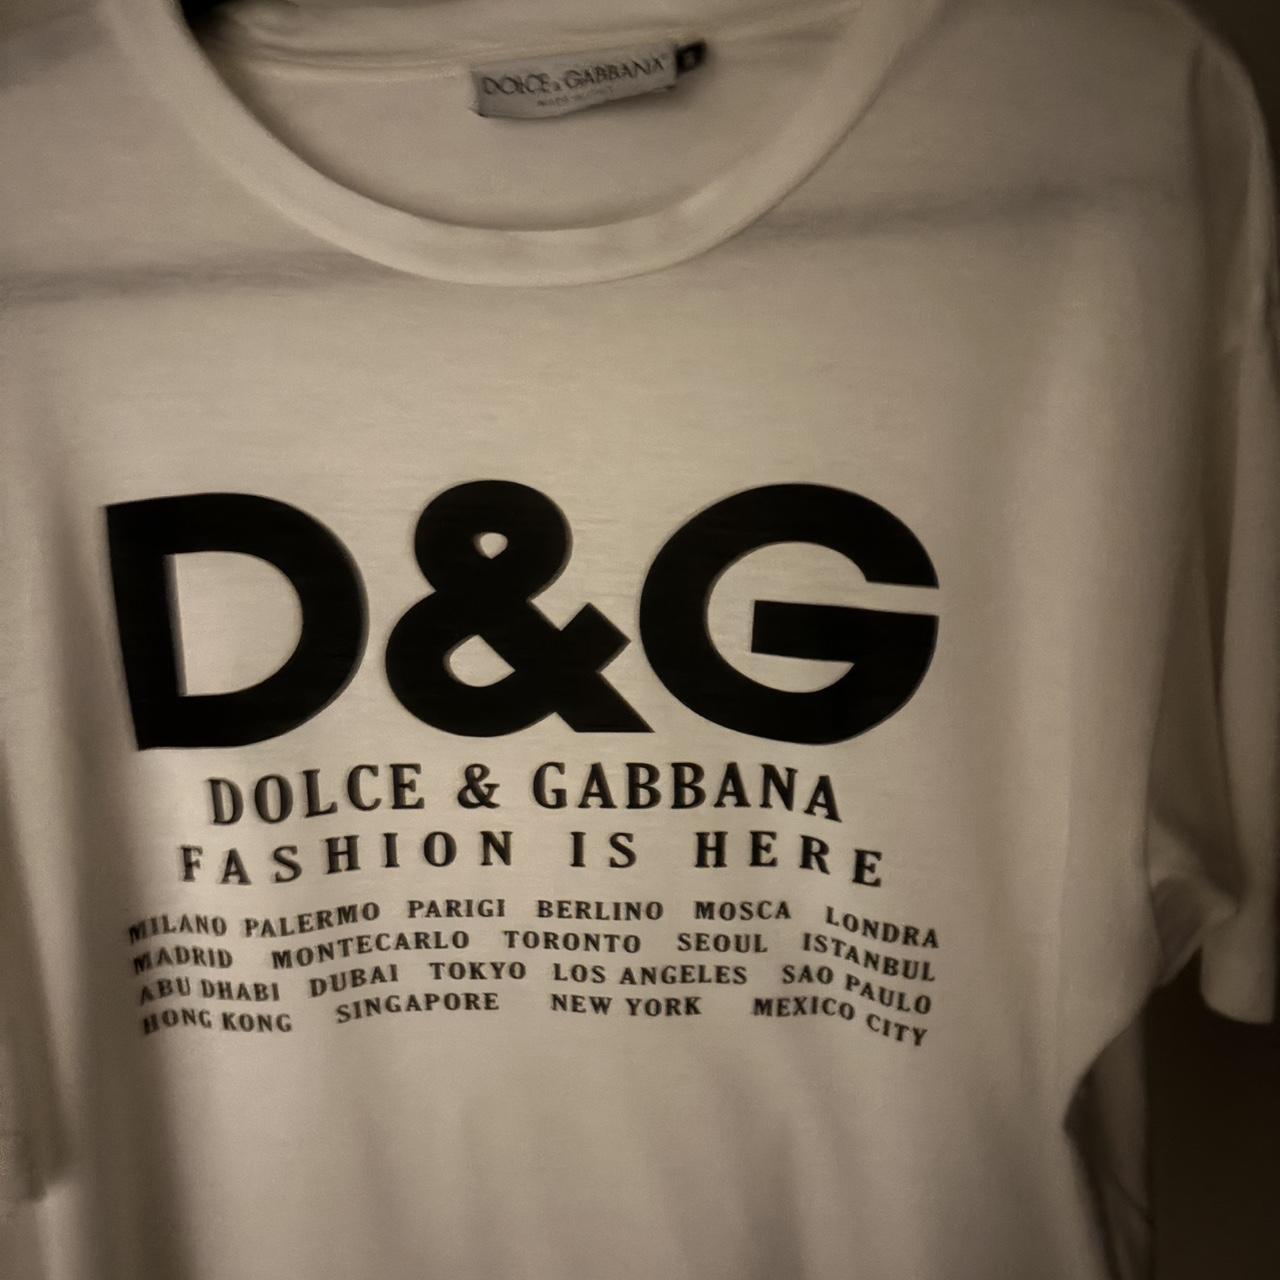 DOLCE & GABBANA
D&G
DOLCE & GABBANA
FASHION IS HERE
MILANO PALERMO PARIGI BERLINO MOSCA LONDRA
MADRID MONTECARLO TORONTO SEOUL ISTANBUL
ABU DHABI DUBAI TOKYO LOS ANGELES SAO PAULO
HONG KONG SINGAPORE NEW YORK MEXICO CITY